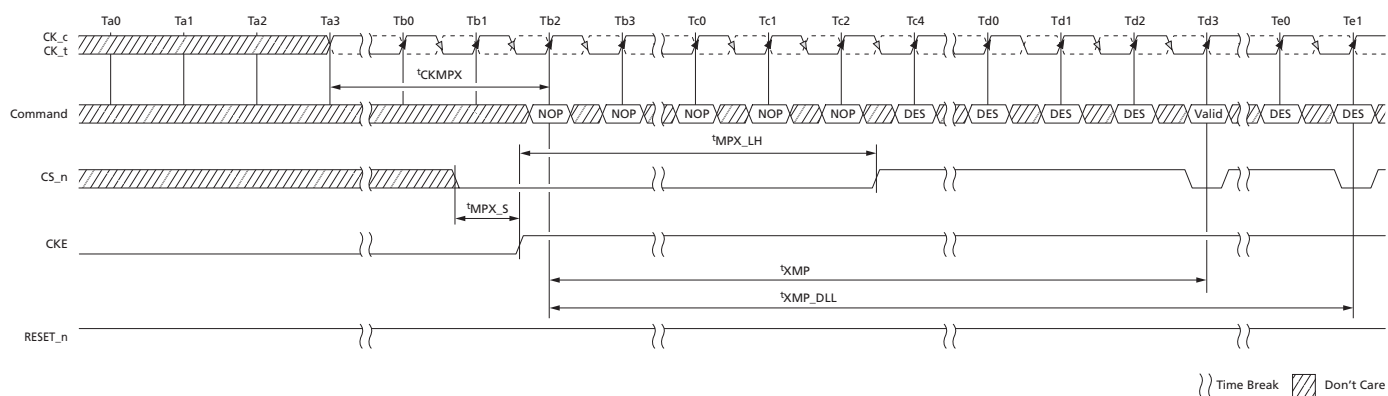 Ta0 Ta1 Ta2 Ta3 Tb0 Tb1 Tb2 Tb3 Tc0 Tc1 Tc2 Tc4 Td0 Td1 Td2 Td3 Te0 Te1
CK_c
CK_t
tCKMPX
Command NOP NOP NOP NOP NOP DES DES DES DES Valid DES DES
tMPX_LH
CS_n
tMPX_S
CKE
tXMP
tXMP_DLL
RESET_n
Time Break Don't Care